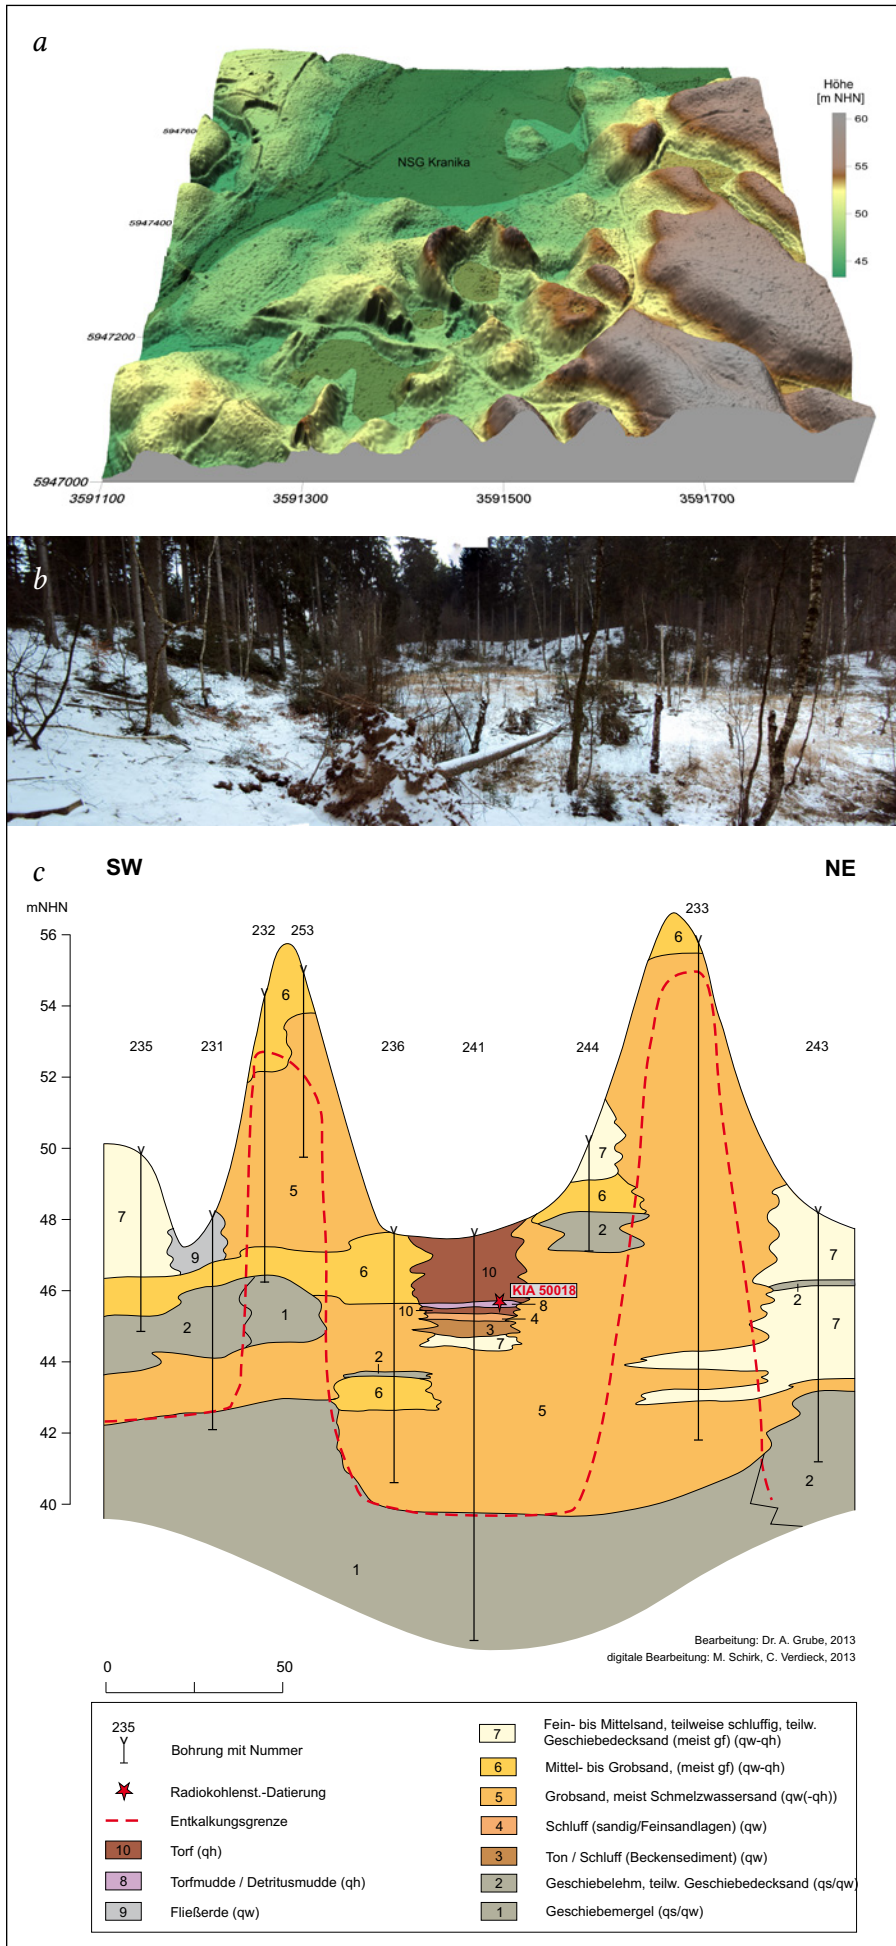 a
Höhe
[m NHN]
60
55
50
45
NSG Kranika
5947600
5947400
5947200
5947000
3591100
3591300
3591500
3591700
b
c
SW
NE
mNHN
56
54
52
50
48
46
44
42
40
232
253
233
235
231
236
241
244
243
6
6
5
7
9
7
6
2
7
6
10
KIA 50018
8
10
4
3
7
2
1
2
7
2
6
5
2
1
Bearbeitung: Dr. A. Grube, 2013
digitale Bearbeitung: M. Schirk, C. Verdieck, 2013
0
50
235
Bohrung mit Nummer
Radiokohlenst.-Datierung
Entkalkungsgrenze
10
Torf (qh)
8
Torfmudde / Detritusmudde (qh)
9
Fließerde (qw)
7
Fein- bis Mittelsand, teilweise schluffig, teilw.
Geschiebedecksand (meist gf) (qw-qh)
6
Mittel- bis Grobsand, (meist gf) (qw-qh)
5
Grobsand, meist Schmelzwassersand (qw(-qh))
4
Schluff (sandig/Feinsandlagen) (qw)
3
Ton / Schluff (Beckensediment) (qw)
2
Geschiebelehm, teilw. Geschiebedecksand (qs/qw)
1
Geschiebemergel (qs/qw)